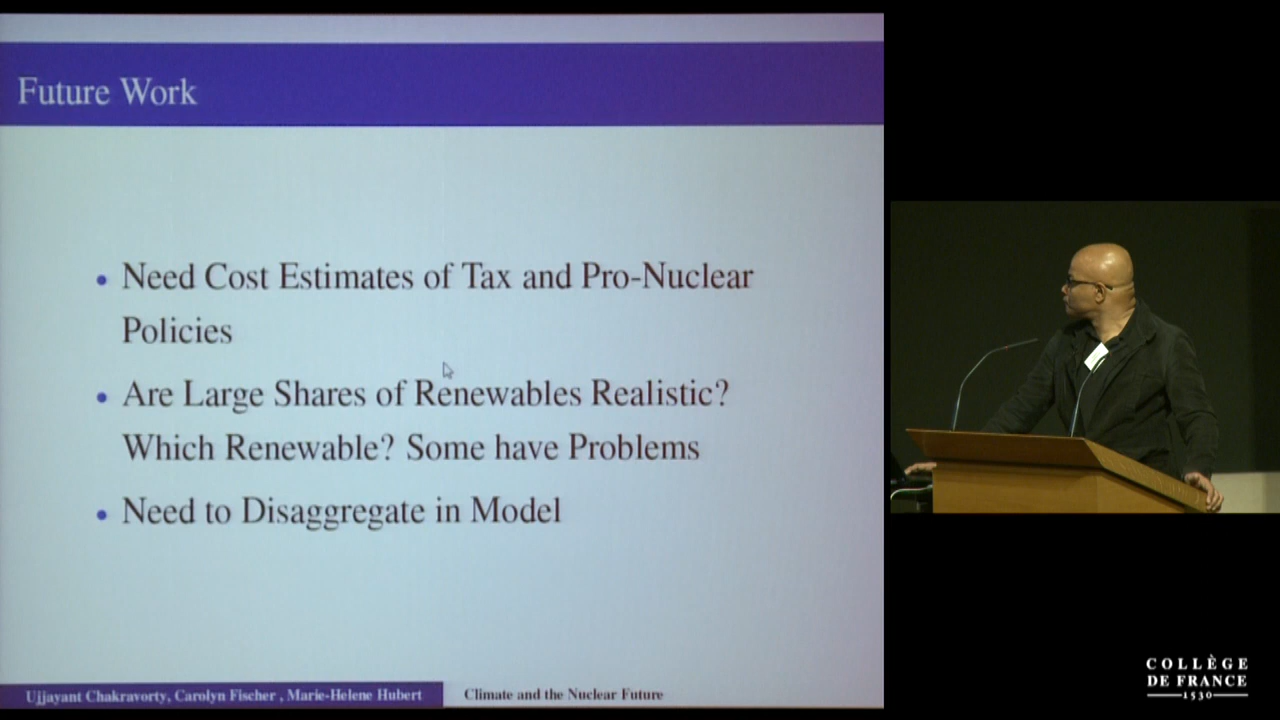 Future Work
• Need Cost Estimates of Tax and Pro-Nuclear
Policies
• Are Large Shares of Renewables Realistic?
Which Renewable? Some have Problems
• Need to Disaggregate in Model
Ujjayant Chakravorty, Carolyn Fischer , Marie-Helene Hubert
Climate and the Nuclear Future
COLLÈGE
DE FRANCE
1530